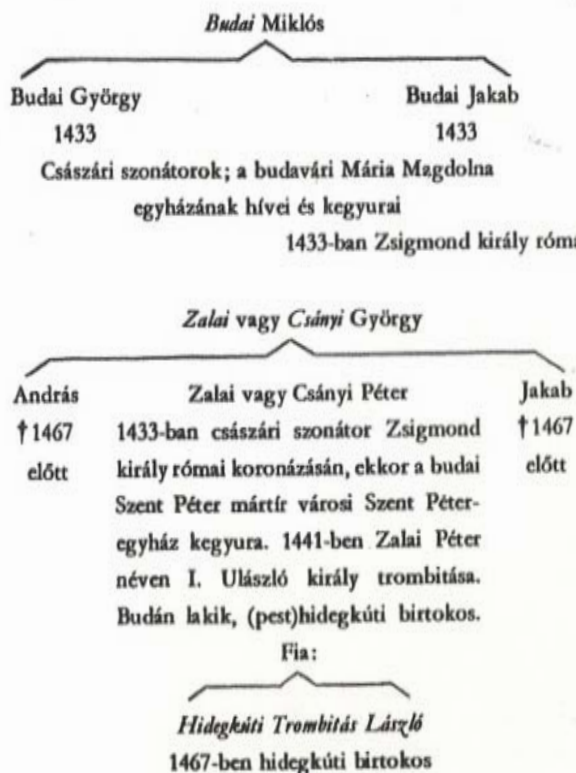 Budai Miklós
Budai György
1433
Budai Jakab
1433
Császári szonátorok; a budavári Mária Magdolna
egyházának hívei és kegyurai
1433-ban Zsigmond király róma
Zalai vagy Csányi György
András
†1467
előtt
Zalai vagy Csányi Péter
1433-ban császári szonátor Zsigmond
király római koronázásán, ekkor a budai
Szent Péter mártír városi Szent Péter-
egyház kegyura. 1441-ben Zalai Péter
néven I. Ulászló király trombitása.
Budán lakik, (pest)hidegkúti birtokos.
Jakab
†1467
előtt
Fia:
Hidegkúti Trombitás László
1467-ben hidegkúti birtokos